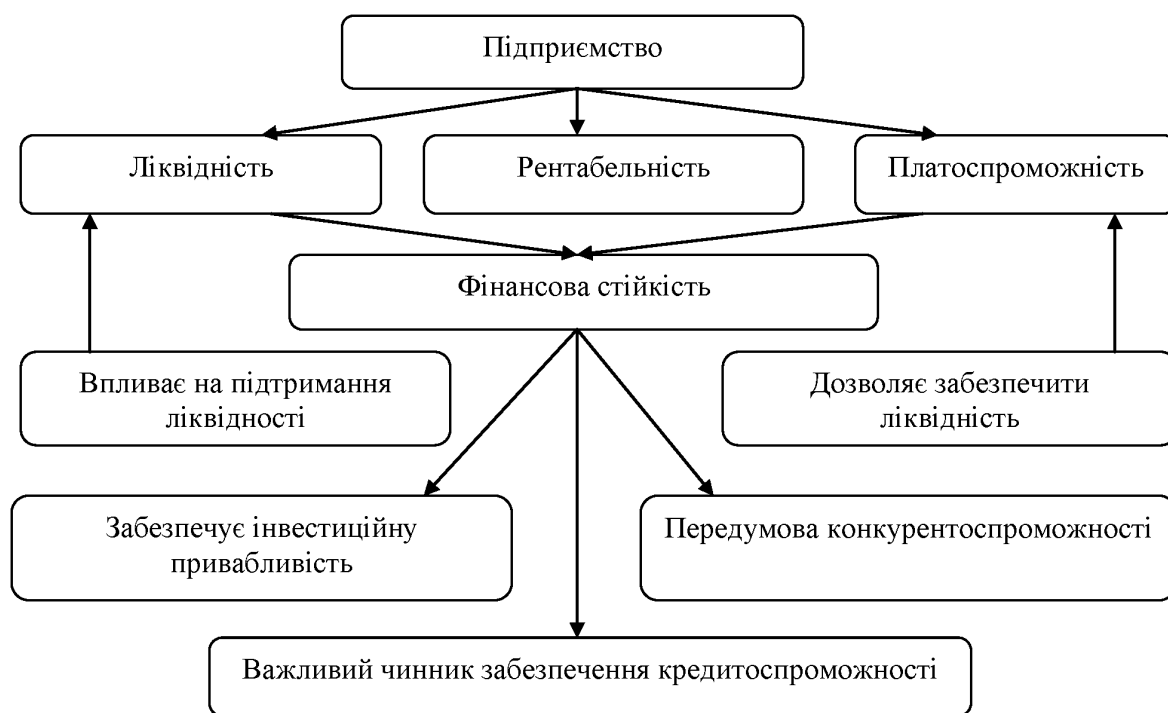 Підприємство
Ліквідність
Рентабельність
Платоспроможність
Фінансова стійкість
Впливає на підтримання
ліквідності
Дозволяє забезпечити
ліквідність
Забезпечує інвестиційну
привабливість
Передумова конкурентоспроможності
Важливий чинник забезпечення кредитоспроможності